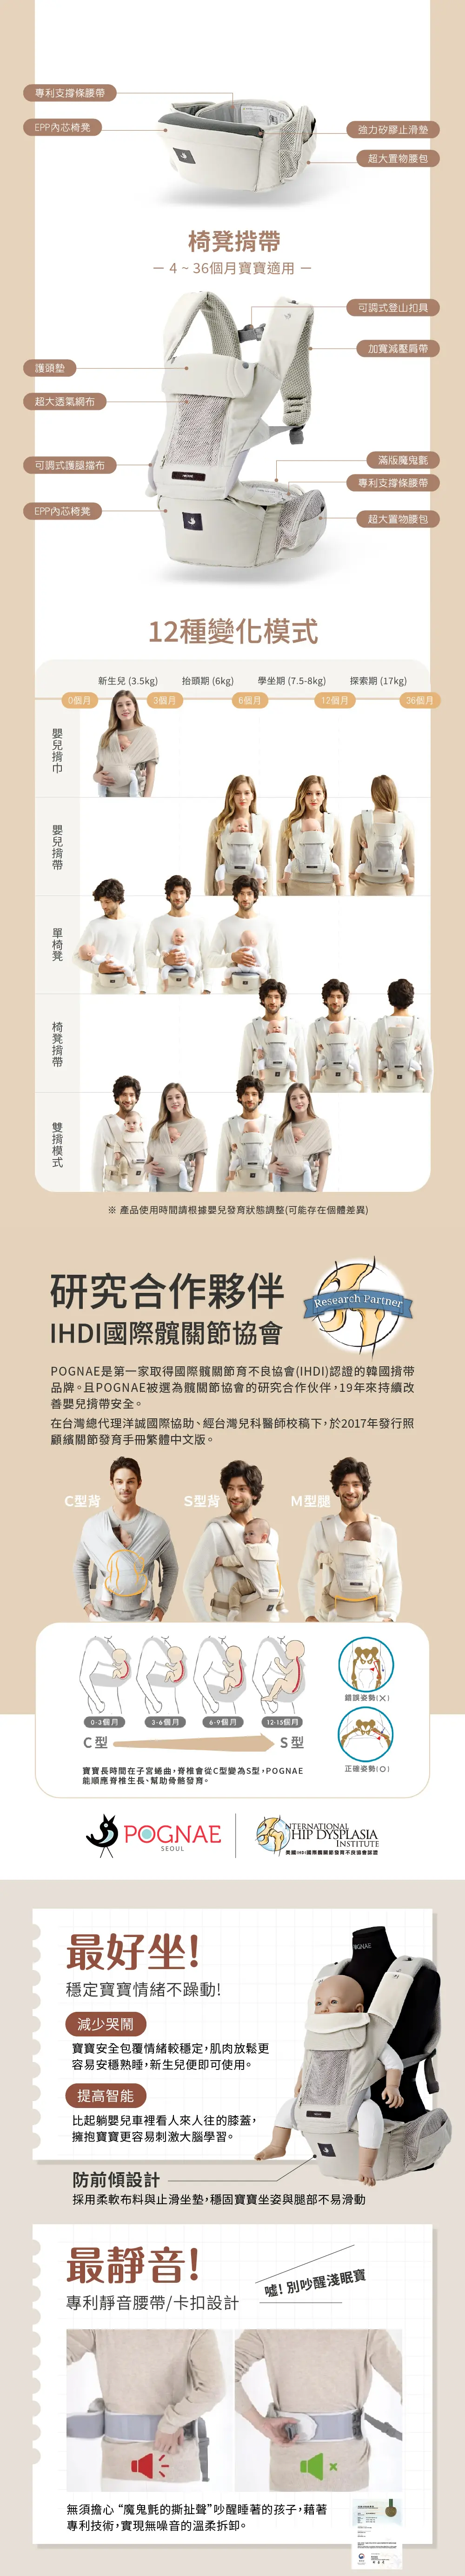 專利支撐條腰帶
EPP內芯椅凳
強力矽膠止滑墊
超大置物腰包
椅凳揹帶
4 ~ 36個月寶寶適用
可調式登山扣具
加寬減壓肩帶
護頭墊
超大透氣網布
可調式護腿擋布
滿版魔鬼氈
專利支撐條腰帶
EPP內芯椅凳
超大置物腰包
12種變化模式
新生兒 (3.5kg) 抬頭期 (6kg) 學坐期 (7.5-8kg) 探索期 (17kg)
0個月 3個月 6個月 12個月 36個月
嬰兒揹巾
嬰兒揹帶
單椅凳
椅凳揹帶
雙揹模式
※ 產品使用時間請根據嬰兒發育狀態調整(可能存在個體差異)
研究合作夥伴
IHDI國際髖關節協會
Research Partner
POGNAE是第一家取得國際髖關節育不良協會(IHDI)認證的韓國揹帶
品牌。且POGNAE被選為髖關節協會的研究合作伙伴，19年來持續改
善嬰兒揹帶安全。
在台灣總代理洋誠國際協助、經台灣兒科醫師校稿下，於2017年發行照
顧髕關節發育手冊繁體中文版。
C型背 S型背 M型腿
0-3個月 3-6個月 6-9個月 12-15個月
C型 S型
寶寶長時間在子宮蜷曲，脊椎會從C型變為S型，POGNAE
能順應脊椎生長、幫助骨骼發育。
錯誤姿勢(X)
正確姿勢(O)
POGNAE
SEOUL
INTERNATIONAL
HIP DYSPLASIA
INSTITUTE
美國IHDI國際髖關節發育不良協會認證
最好坐!
穩定寶寶情緒不躁動!
減少哭鬧
寶寶安全包覆情緒較穩定，肌肉放鬆更
容易安穩熟睡，新生兒便即可使用。
提高智能
比起躺嬰兒車裡看人來人往的膝蓋，
擁抱寶寶更容易刺激大腦學習。
防前傾設計
採用柔軟布料與止滑坐墊，穩固寶寶坐姿與腿部不易滑動
最靜音!
專利靜音腰帶/卡扣設計
噓! 別吵醒淺眠寶
無須擔心 “魔鬼氈的撕扯聲” 吵醒睡著的孩子，藉著
專利技術，實現無噪音的溫柔拆卸。